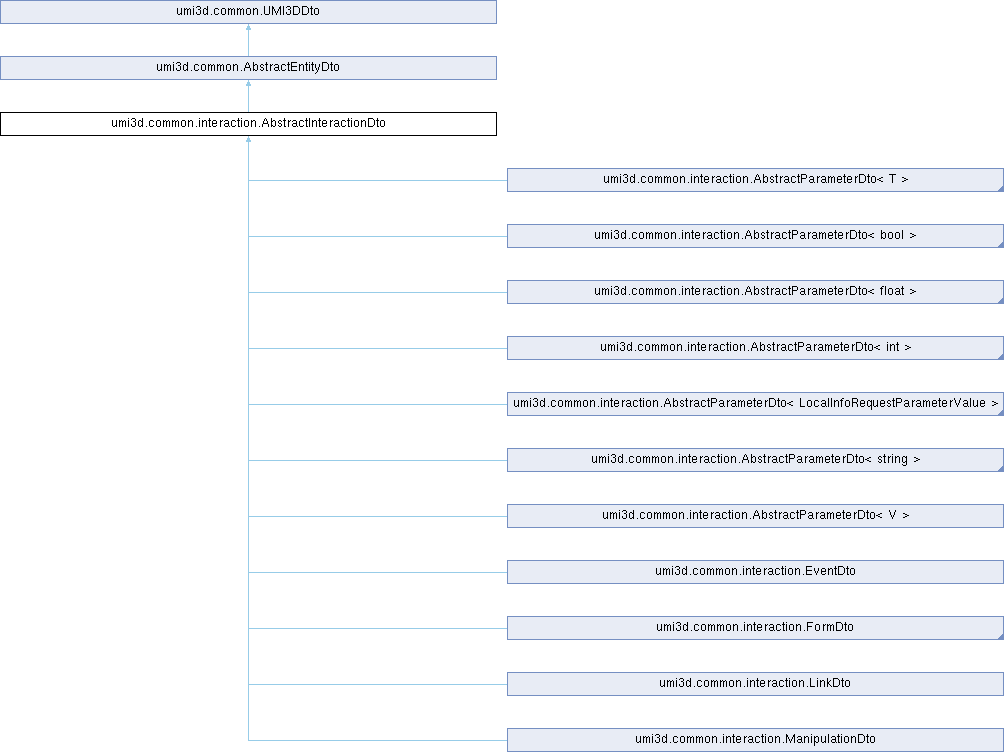 umi3d.common.UMI3DDto
umi3d.common.AbstractEntityDto
umi3d.common.interaction.AbstractInteractionDto
umi3d.common.interaction.AbstractParameterDto< T >
umi3d.common.interaction.AbstractParameterDto< bool >
umi3d.common.interaction.AbstractParameterDto< float >
umi3d.common.interaction.AbstractParameterDto< int >
umi3d.common.interaction.AbstractParameterDto< LocalInfoRequestParameterValue >
umi3d.common.interaction.AbstractParameterDto< string >
umi3d.common.interaction.AbstractParameterDto< V >
umi3d.common.interaction.EventDto
umi3d.common.interaction.FormDto
umi3d.common.interaction.LinkDto
umi3d.common.interaction.ManipulationDto